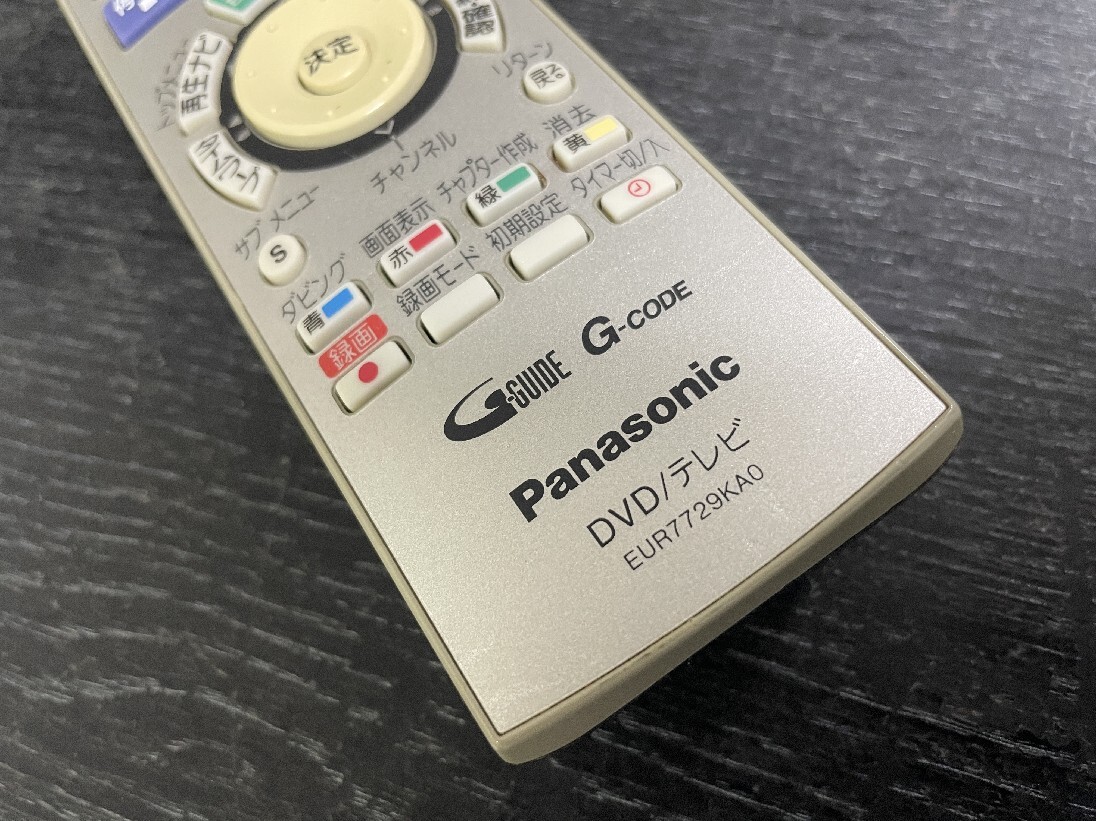 決定
確認
トップメニュー
再生ナビ
リターン
戻る
チャンネル
サブメニュー
S
消去
黄
チャプター作成
緑
タイマー切/入
画面表示
赤
初期設定
ダビング
青
録画モード
録画
G-GUIDE
G-CODE
Panasonic
DVD/テレビ
EUR7729KA0